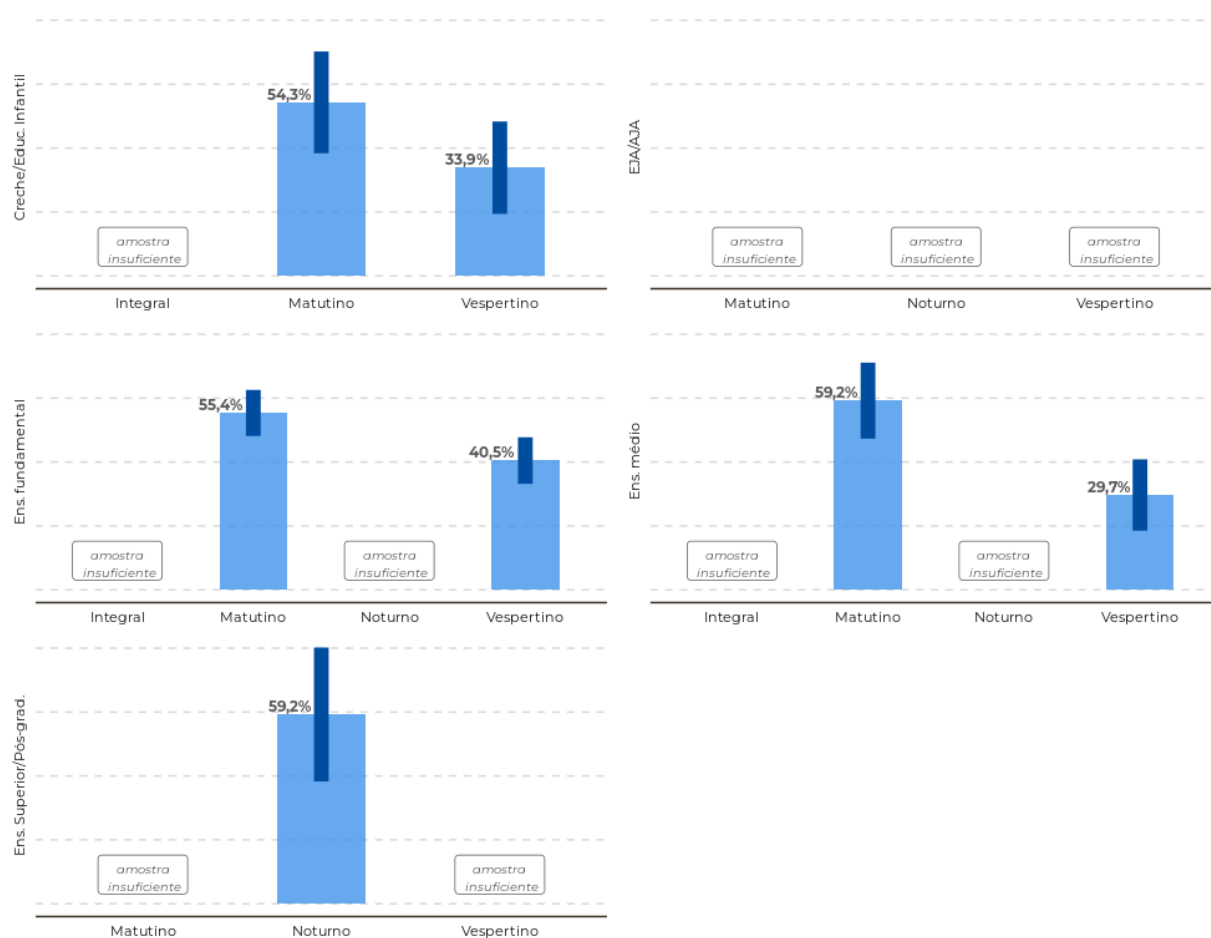 Creche/Educ. Infantil
54,3%
33,9%
amostra
insuficiente
Integral
Matutino
Vespertino
EJA/AJA
amostra
insuficiente
amostra
insuficiente
amostra
insuficiente
Matutino
Noturno
Vespertino
Ens. fundamental
55,4%
40,5%
amostra
insuficiente
amostra
insuficiente
Integral
Matutino
Noturno
Vespertino
Ens. médio
59,2%
29,7%
amostra
insuficiente
amostra
insuficiente
Integral
Matutino
Noturno
Vespertino
Ens. Superior/Pós-grad.
59,2%
amostra
insuficiente
amostra
insuficiente
Matutino
Noturno
Vespertino